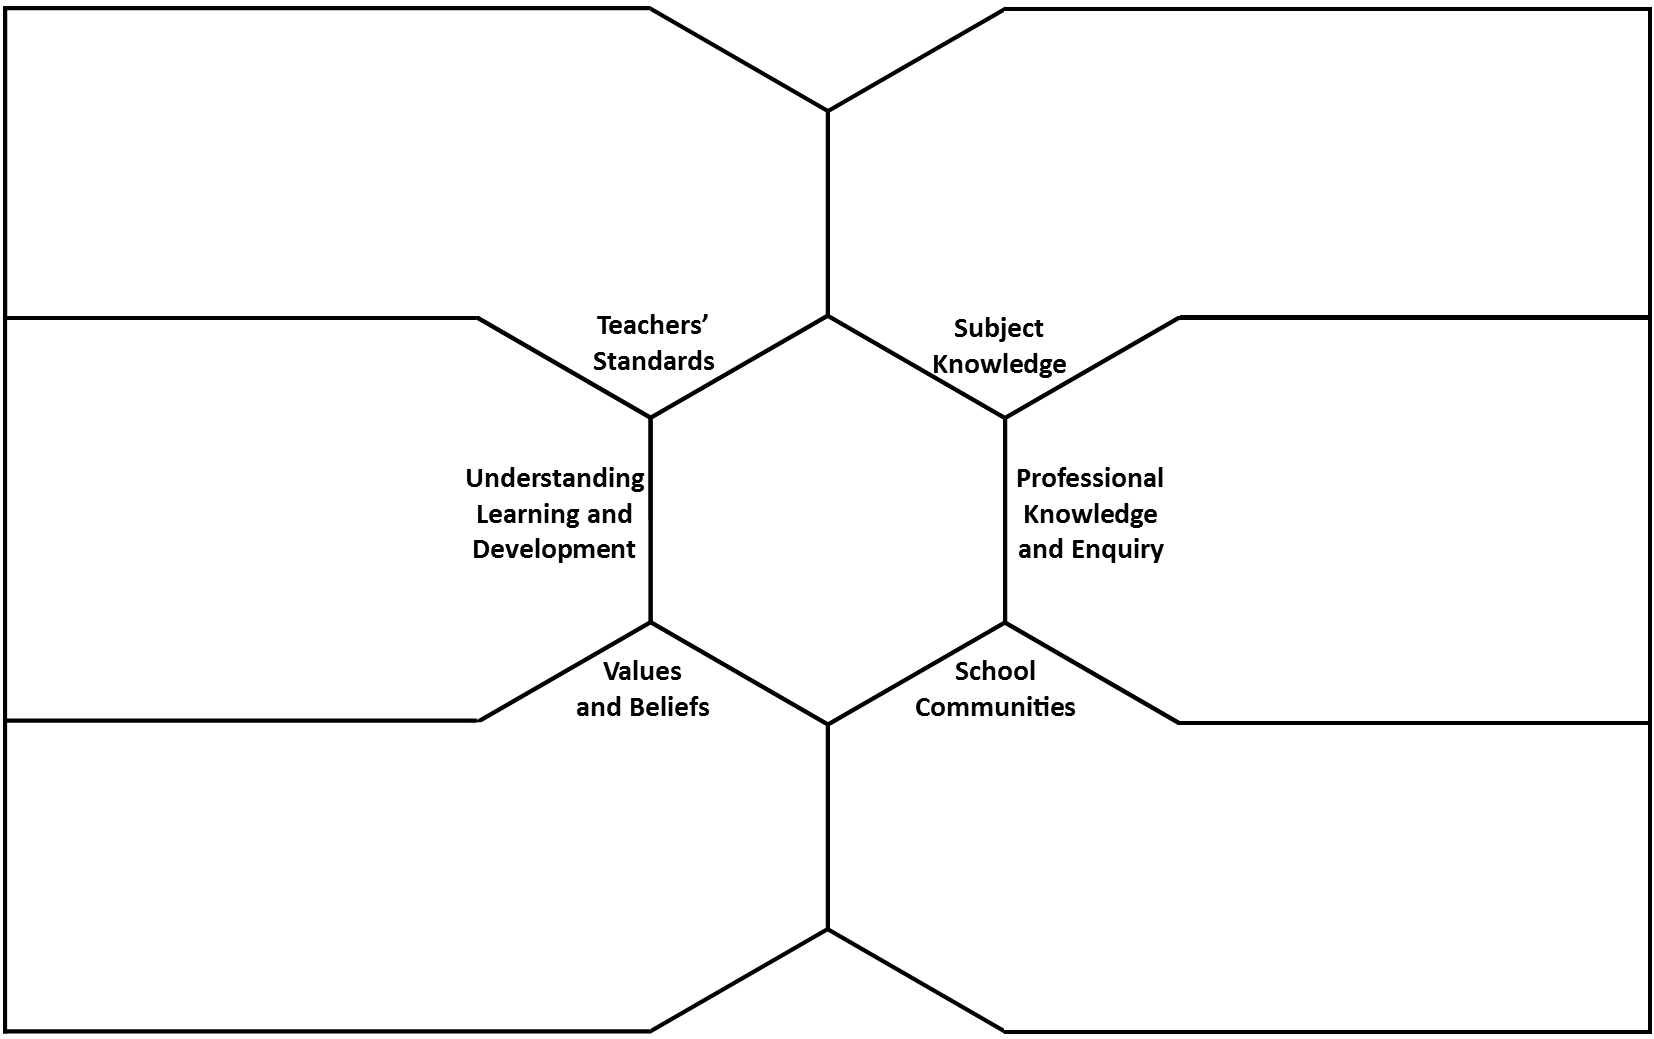 Teachers’
Standards
Subject
Knowledge
Understanding
Learning and
Development
Professional
Knowledge
and Enquiry
Values
and Beliefs
School
Communities